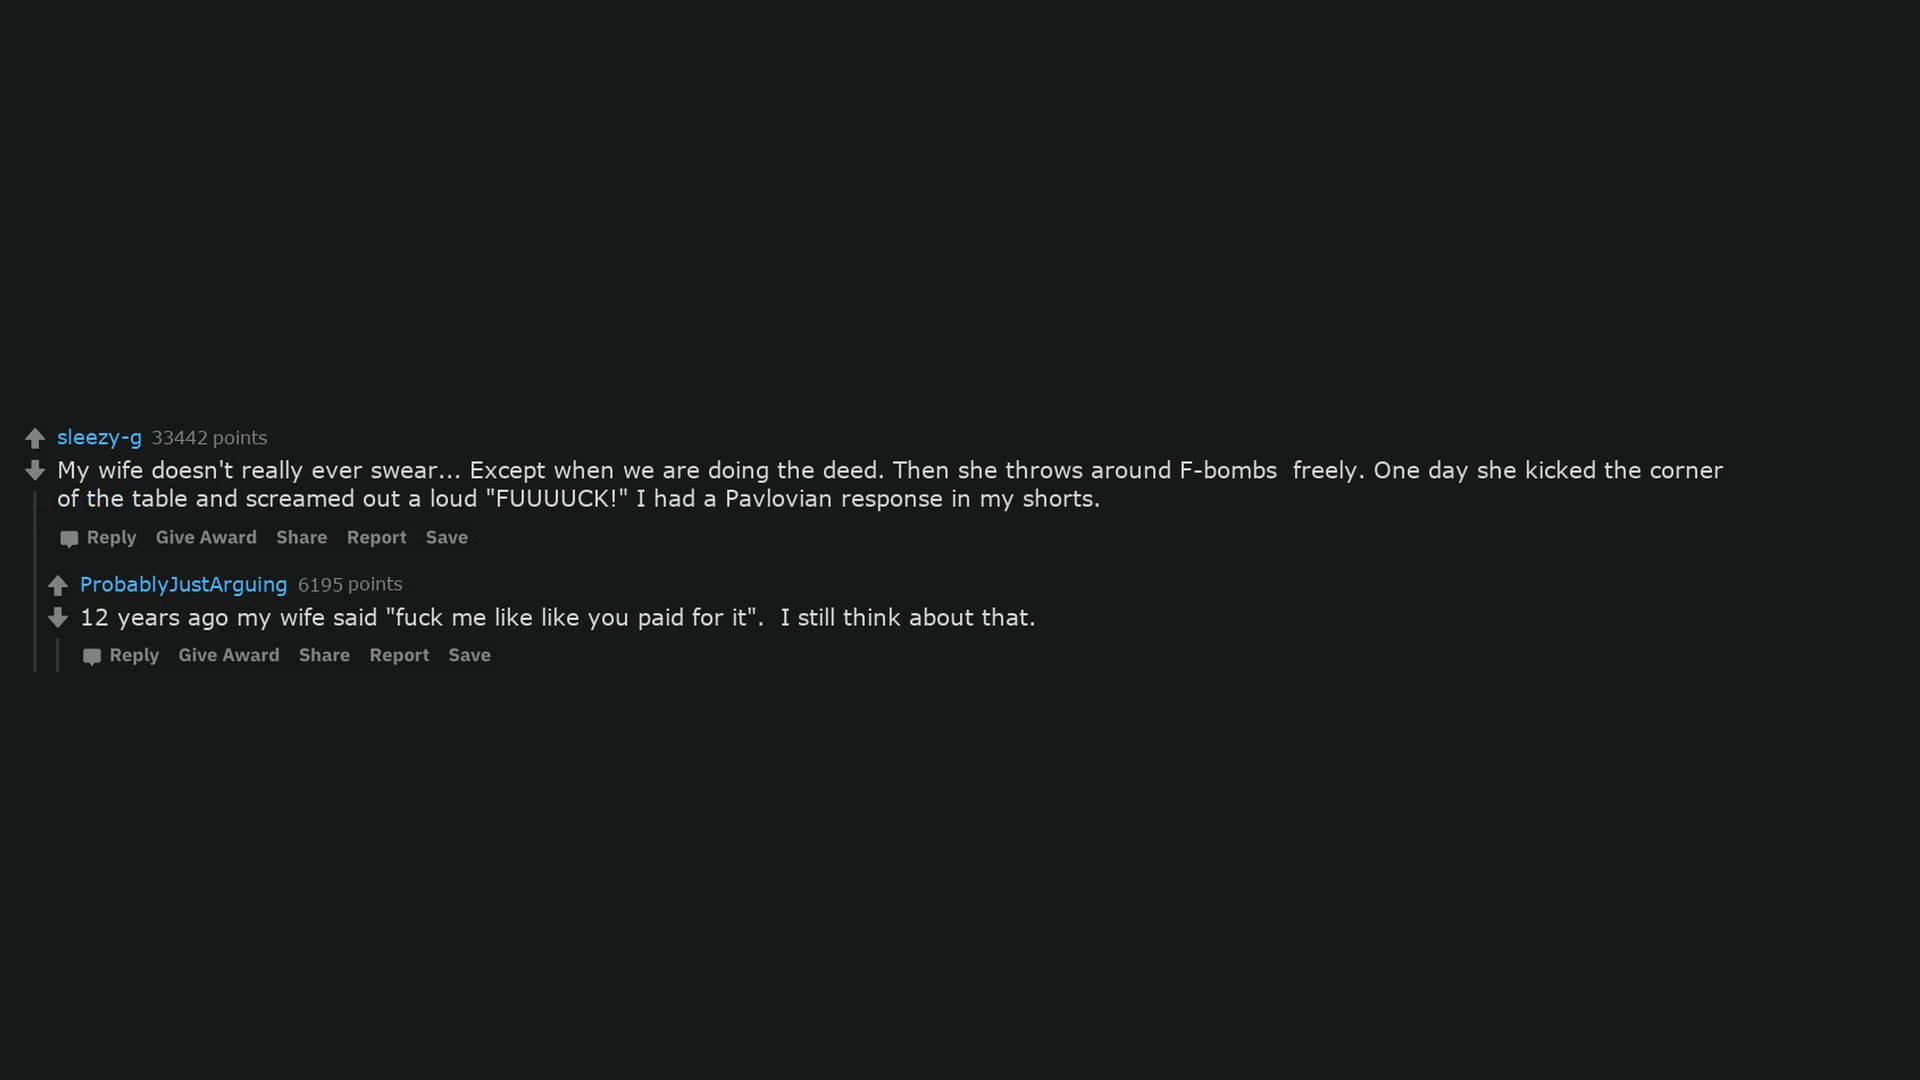 sleezy-g 33442 points
My wife doesn't really ever swear... Except when we are doing the deed. Then she throws around F-bombs  freely. One day she kicked the corner
of the table and screamed out a loud "FUUUUCK!" I had a Pavlovian response in my shorts.
Reply Give Award Share Report Save
ProbablyJustArguing 6195 points
12 years ago my wife said "fuck me like like you paid for it".  I still think about that.
Reply Give Award Share Report Save